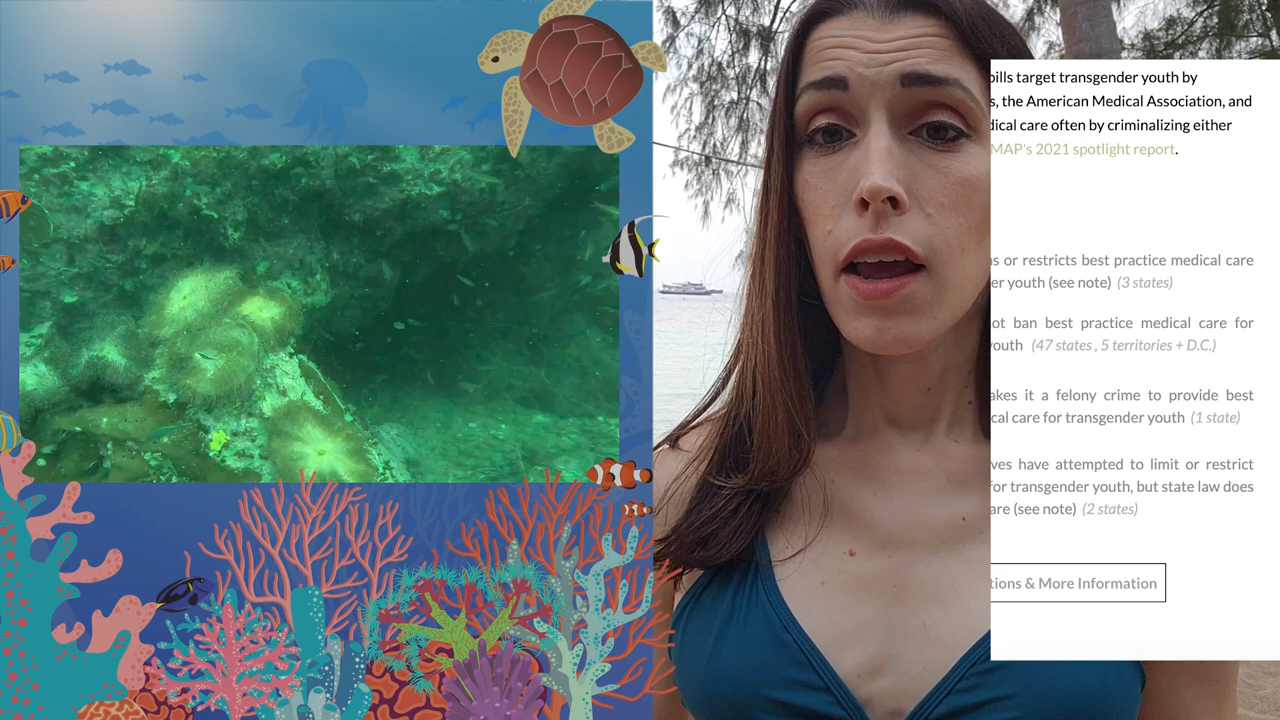 bills target transgender youth by
s, the American Medical Association, and
dical care often by criminalizing either
MAP's 2021 spotlight report.
ns or restricts best practice medical care
er youth (see note) (3 states)
ot ban best practice medical care for
youth (47 states , 5 territories + D.C.)
akes it a felony crime to provide best
cal care for transgender youth (1 state)
ves have attempted to limit or restrict
for transgender youth, but state law does
are (see note) (2 states)
tions & More Information